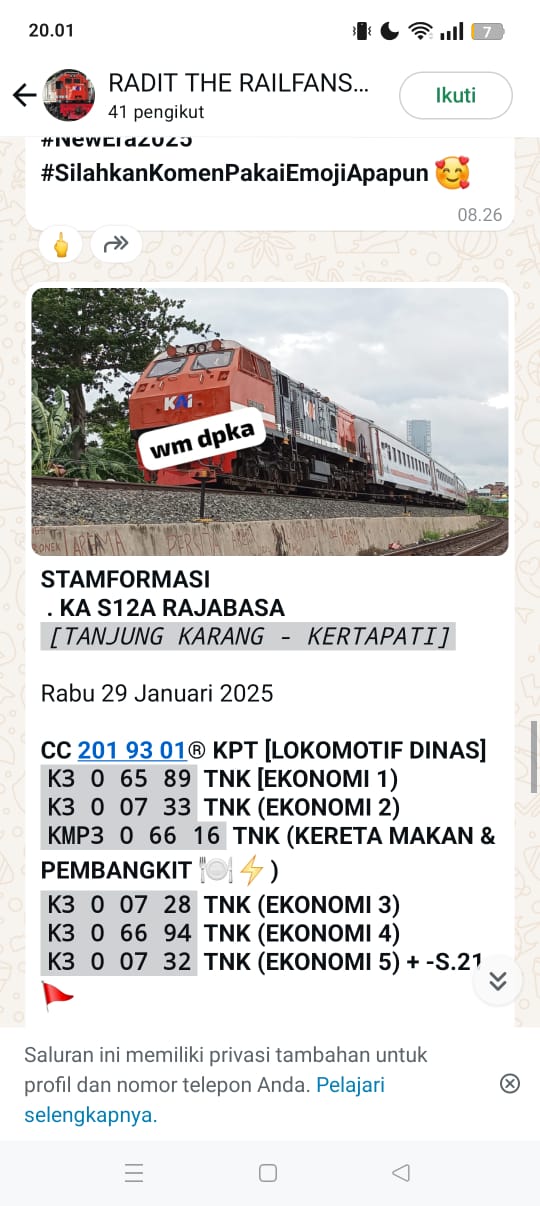 20.01
7
RADIT THE RAILFANS...
41 pengikut
Ikuti
#NewEra2025
#SilahkanKomenPakaiEmojiApapun 🥰
08.26
KAI
wm dpka
STAMFORMASI
. KA S12A RAJABASA
[TANJUNG KARANG - KERTAPATI]
Rabu 29 Januari 2025
CC 201 93 01® KPT [LOKOMOTIF DINAS]
K3 0 65 89 TNK [EKONOMI 1)
K3 0 07 33 TNK (EKONOMI 2)
KMP3 0 66 16 TNK (KERETA MAKAN &
PEMBANGKIT 🍽️⚡)
K3 0 07 28 TNK (EKONOMI 3)
K3 0 66 94 TNK (EKONOMI 4)
K3 0 07 32 TNK (EKONOMI 5) + -S.21
🚩
Saluran ini memiliki privasi tambahan untuk
profil dan nomor telepon Anda. Pelajari
selengkapnya.